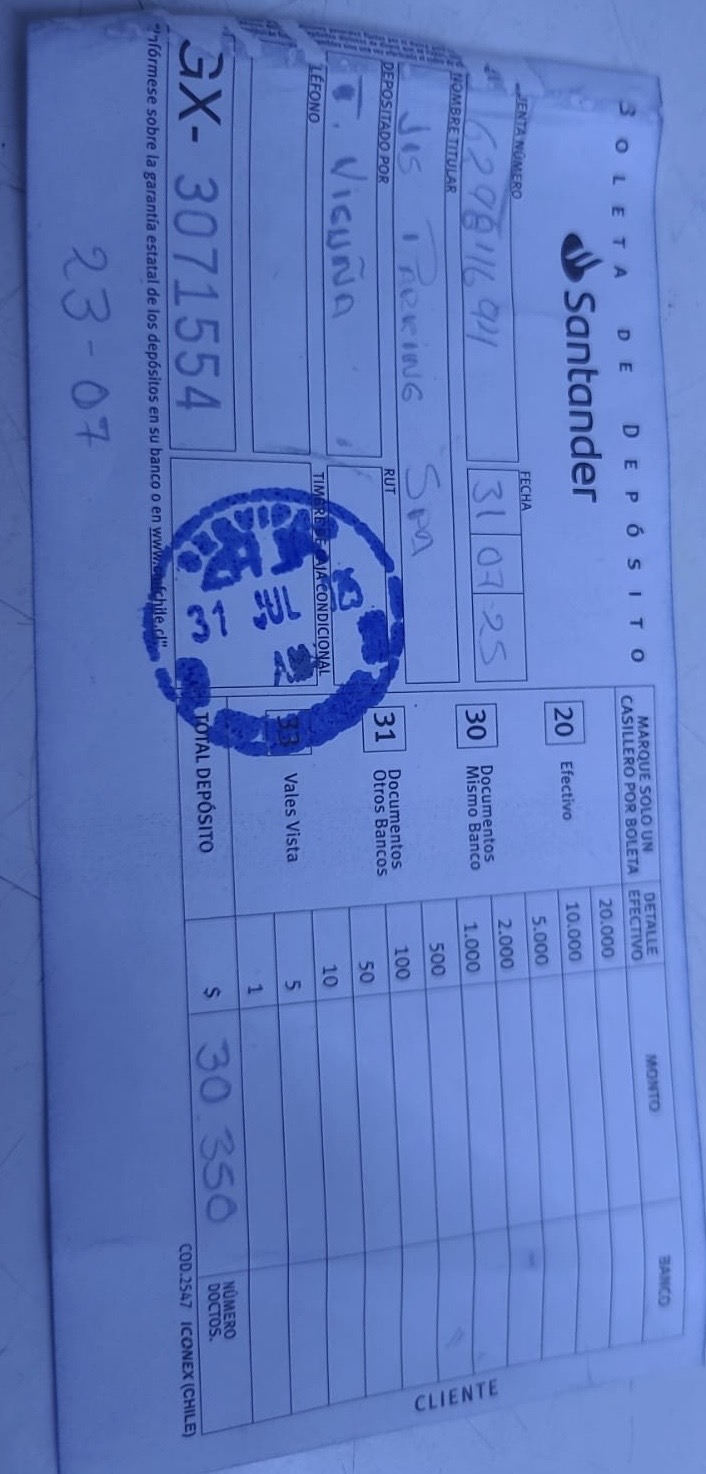 BOLETA DE DEPÓSITO
Santander
FECHA
31 07 25
NOMBRE TITULAR
JIS PARKING SPA
DEPOSITADO POR
RUT
T. VICUÑA
TIMBRE DE CAJA CONDICIONAL
GX- 3071554
"Infórmese sobre la garantía estatal de los depósitos en su banco o en
23-07
MARQUE SOLO UN
CASILLERO POR BOLETA
20 Efectivo
30 Documentos
Mismo Banco
31 Documentos
Otros Bancos
33 Vales Vista
TOTAL DEPÓSITO
$ 30.350
DETALLE
EFECTIVO
MONTO
BANCO
20.000
10.000
5.000
2.000
1.000
500
100
50
10
5
1
NÚMERO
DOCTOS.
COD.2547 ICONEX (CHILE)
CLIENTE